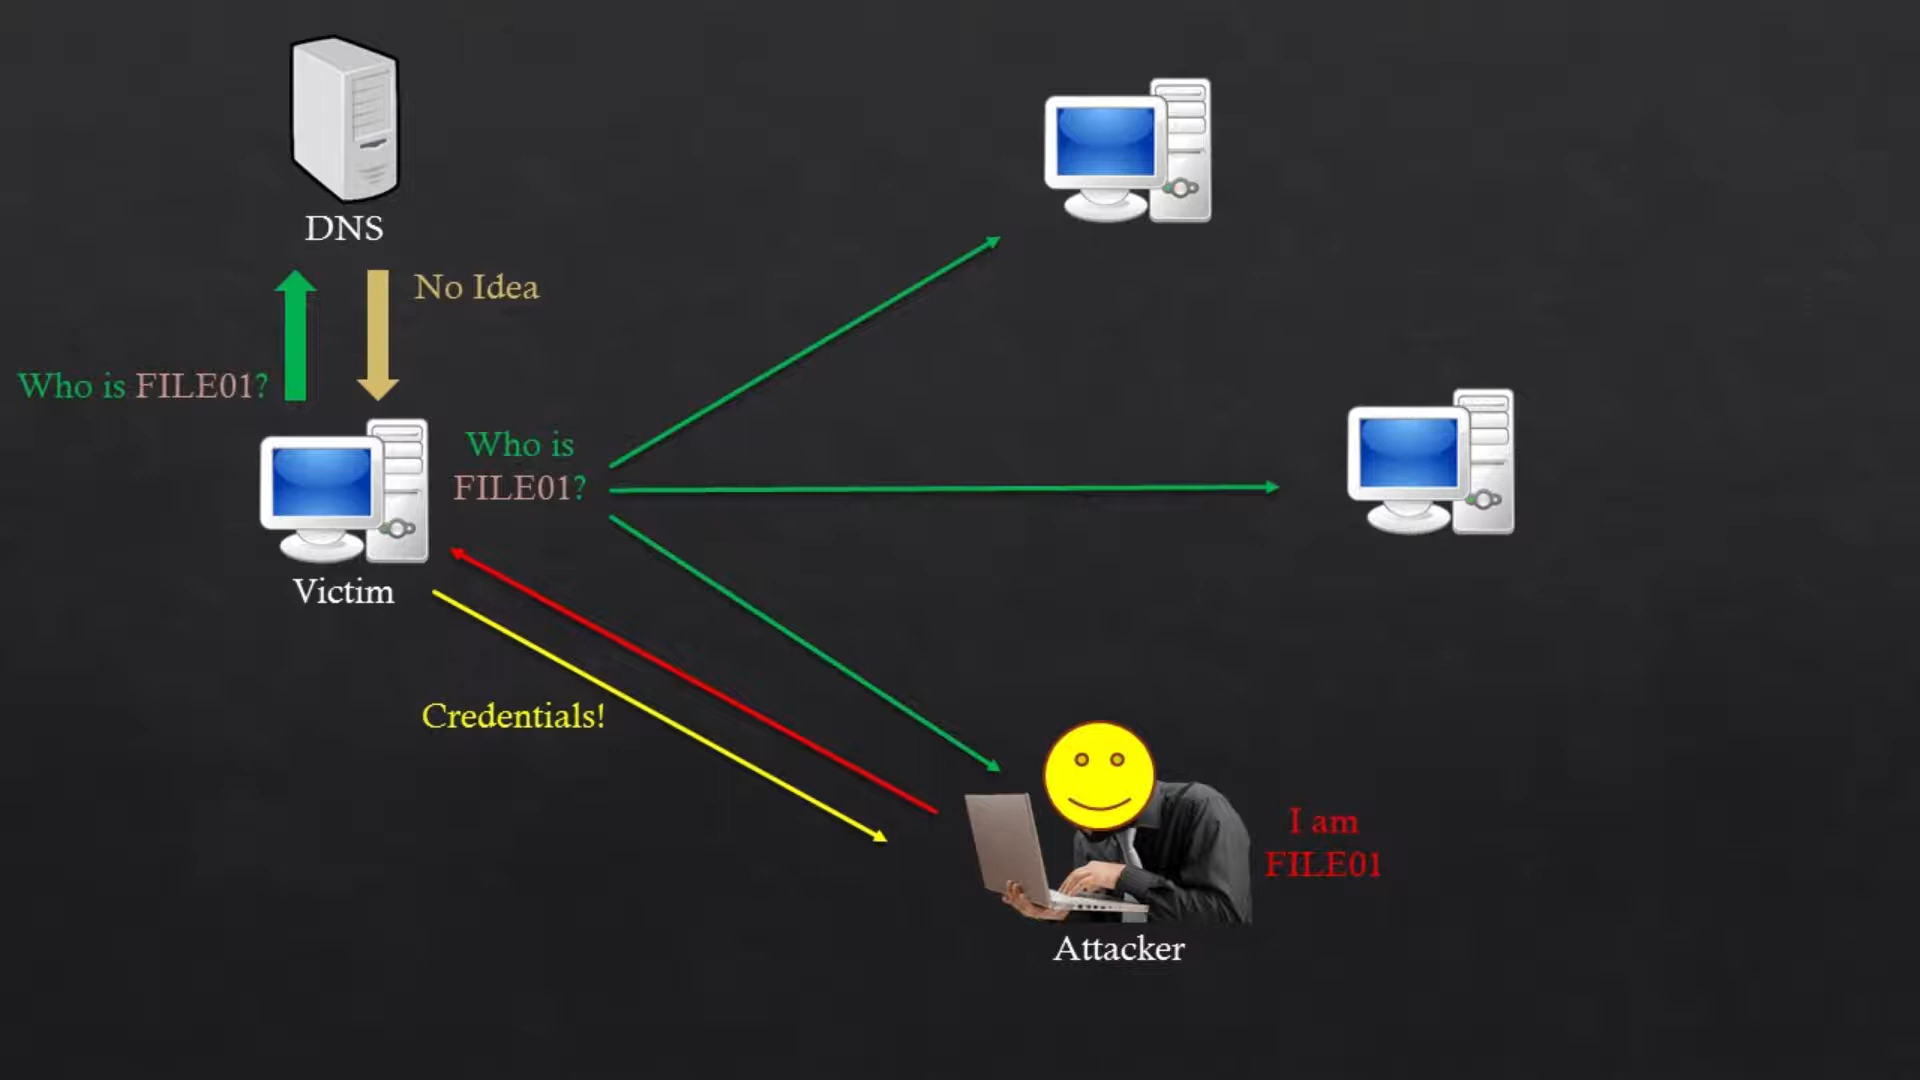 DNS
No Idea
Who is FILE01?
Who is
FILE01?
Victim
Credentials!
I am
FILE01
Attacker